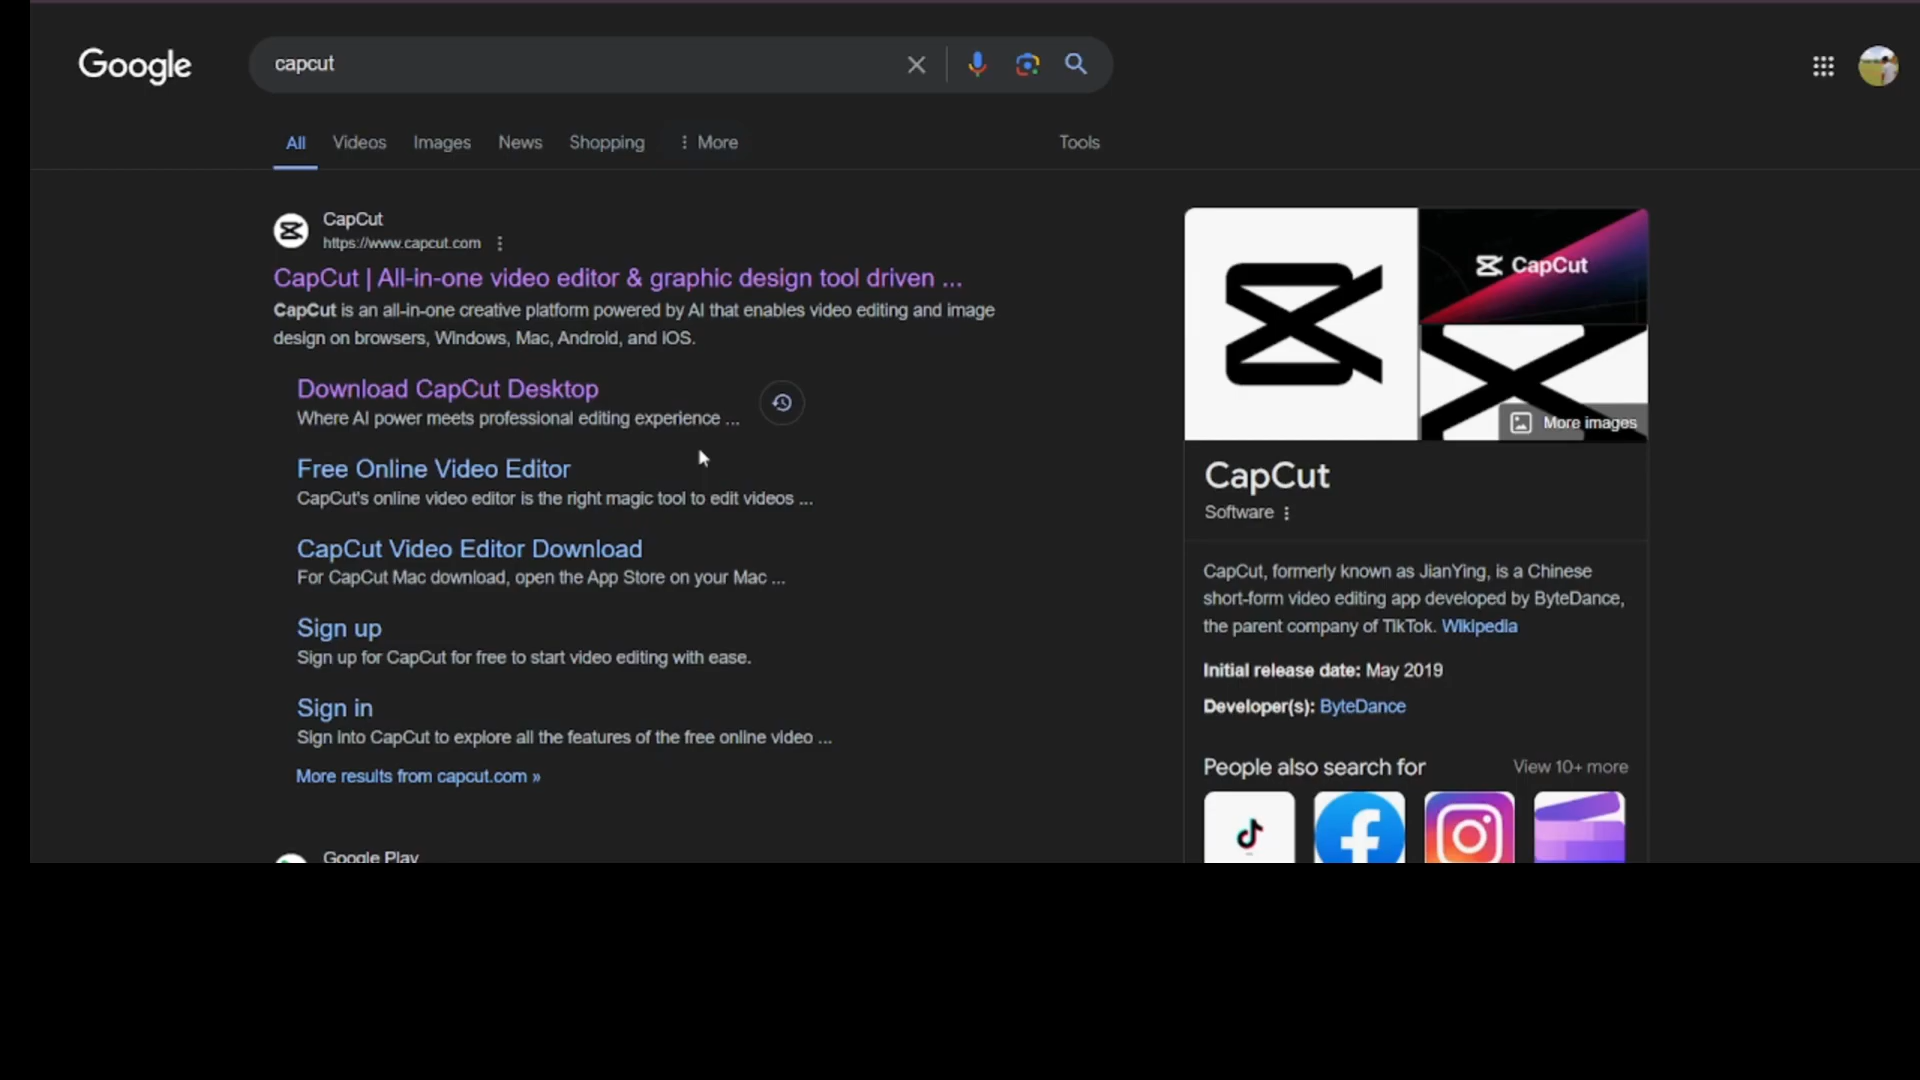 Google
capcut
All Videos Images News Shopping More Tools
CapCut
https://www.capcut.com
CapCut | All-in-one video editor & graphic design tool driven ...
CapCut is an all-in-one creative platform powered by AI that enables video editing and image
design on browsers, Windows, Mac, Android, and iOS.
Download CapCut Desktop
Where AI power meets professional editing experience ...
Free Online Video Editor
CapCut's online video editor is the right magic tool to edit videos ...
CapCut Video Editor Download
For CapCut Mac download, open the App Store on your Mac ...
Sign up
Sign up for CapCut for free to start video editing with ease.
Sign in
Sign into CapCut to explore all the features of the free online video ...
More results from capcut.com »
Google Play
CapCut
More images
CapCut
Software
CapCut, formerly known as JianYing, is a Chinese
short-form video editing app developed by ByteDance,
the parent company of TikTok. Wikipedia
Initial release date: May 2019
Developer(s): ByteDance
People also search for View 10+ more